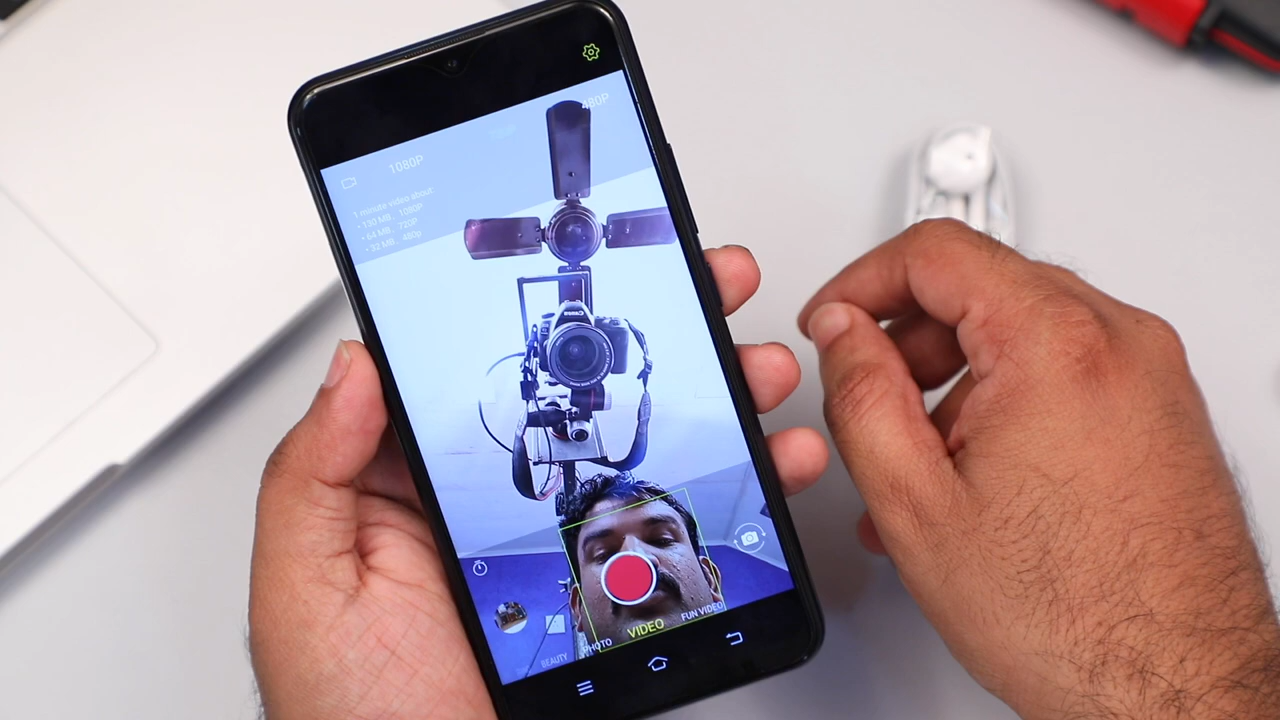 480P
1080P
1 minute video about:
• 130 MB, 1080P
• 64 MB, 720P
• 32 MB, 480p
Canon
PHOTO
VIDEO
FUN VIDEO
BEAUTY